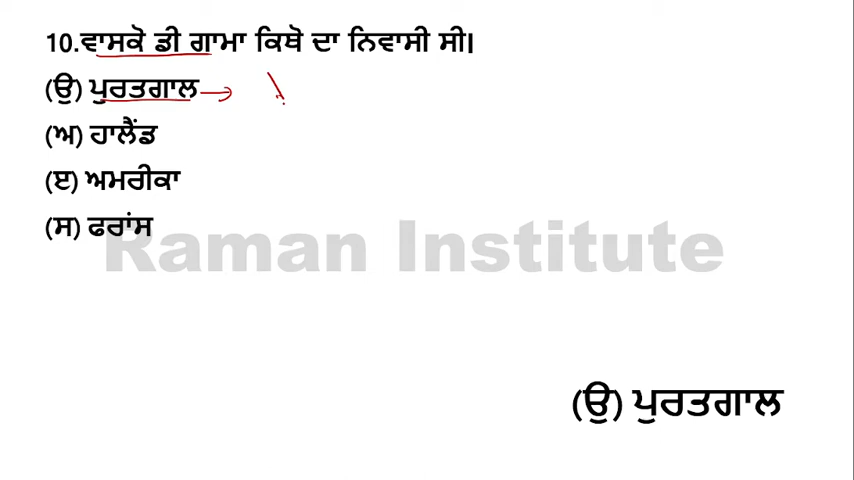 10.ਵਾਸਕੋ ਡੀ ਗਾਮਾ ਕਿਥੋ ਦਾ ਨਿਵਾਸੀ ਸੀ।
(ੳ) ਪੁਰਤਗਾਲ
(ਅ) ਹਾਲੈਂਡ
(ੲ) ਅਮਰੀਕਾ
(ਸ) ਫਰਾਂਸ
Raman Institute
(ੳ) ਪੁਰਤਗਾਲ